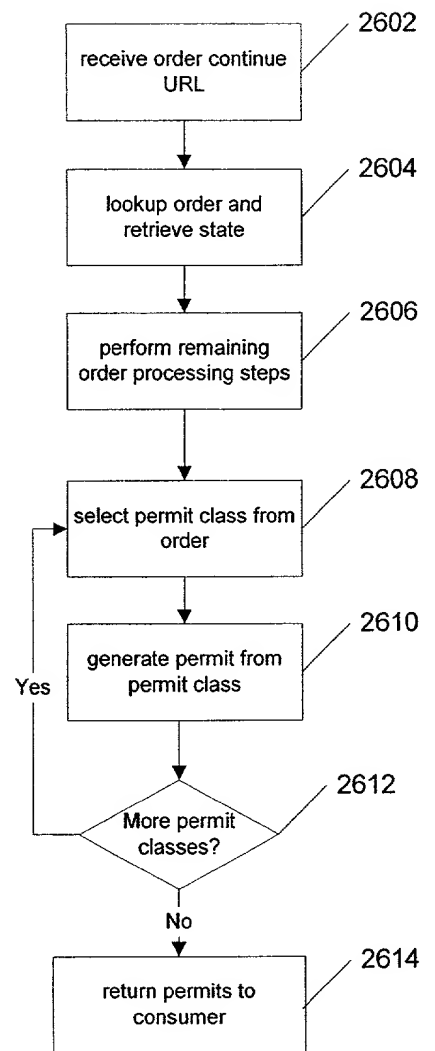 receive order continue
URL
2602
lookup order and
retrieve state
2604
perform remaining
order processing steps
2606
select permit class from
order
2608
generate permit from
permit class
2610
Yes
More permit
classes?
2612
No
return permits to
consumer
2614